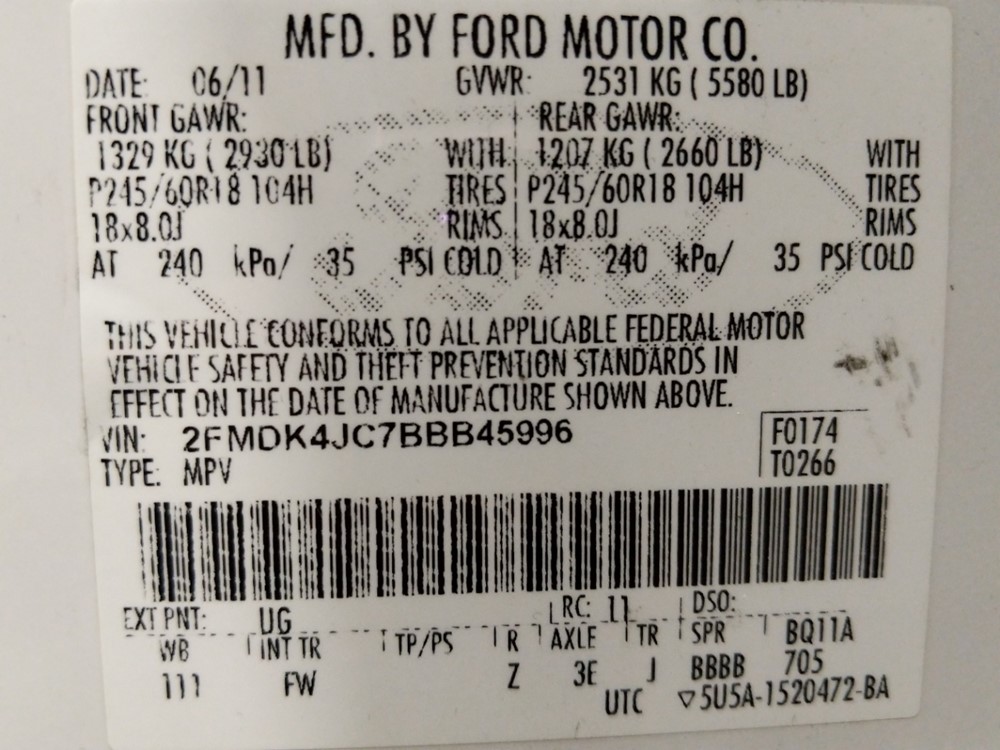 MFD. BY FORD MOTOR CO.
DATE: 06/11 GVWR: 2531 KG ( 5580 LB)
FRONT GAWR: REAR GAWR:
1329 KG ( 2930 LB) WITH 1207 KG ( 2660 LB) WITH
P245/60R18 104H TIRES P245/60R18 104H TIRES
18x8.0J RIMS 18x8.0J RIMS
AT 240 kPa/ 35 PSI COLD AT 240 kPa/ 35 PSI COLD
THIS VEHICLE CONFORMS TO ALL APPLICABLE FEDERAL MOTOR
VEHICLE SAFETY AND THEFT PREVENTION STANDARDS IN
EFFECT ON THE DATE OF MANUFACTURE SHOWN ABOVE.
VIN: 2FMDK4JC7BBB45996 F0174
TYPE: MPV T0266
EXT PNT: UG RC: 11 DSO:
WB INT TR TP/PS R AXLE TR SPR BQ11A
111 FW Z 3E J BBBB 705
UTC ▽5U5A-1520472-BA